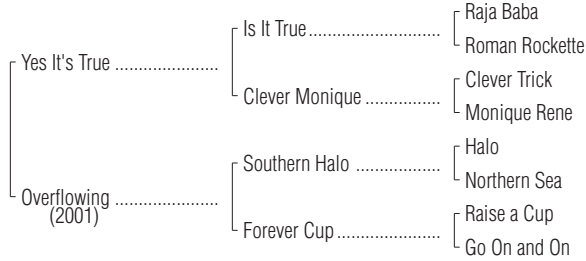 Raja Baba
Is It True
Roman Rockette
Yes It's True
Clever Trick
Clever Monique
Monique Rene
Halo
Southern Halo
Northern Sea
Overflowing
(2001)
Raise a Cup
Forever Cup
Go On and On